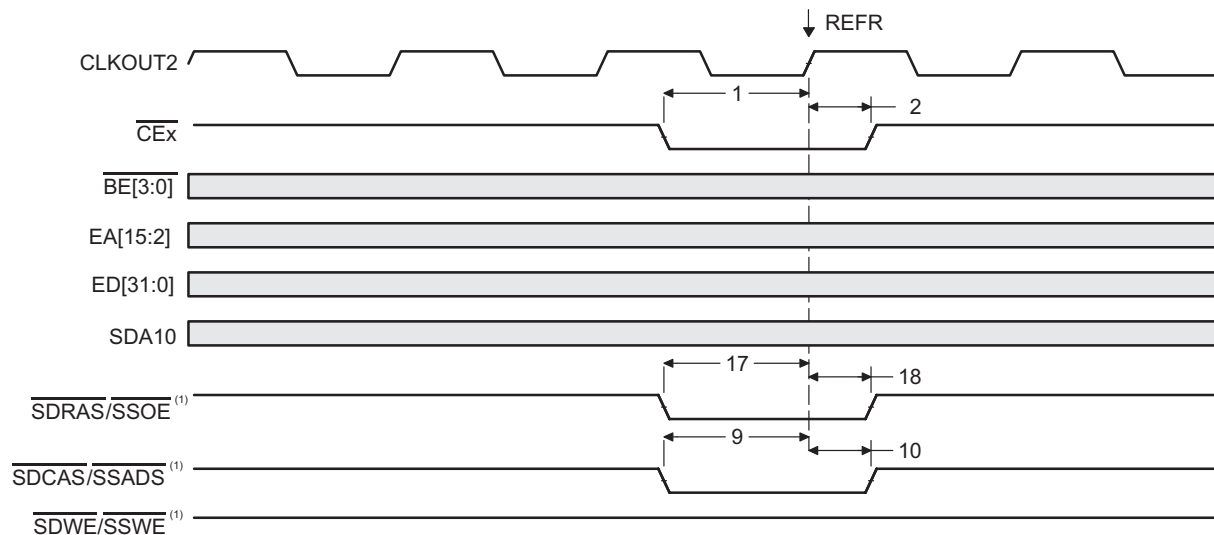 REFR
CLKOUT2
1
2
CEx
BE[3:0]
EA[15:2]
ED[31:0]
SDA10
17
18
SDRAS/SSOE (1)
9
10
SDCAS/SSADS (1)
SDWE/SSWE (1)